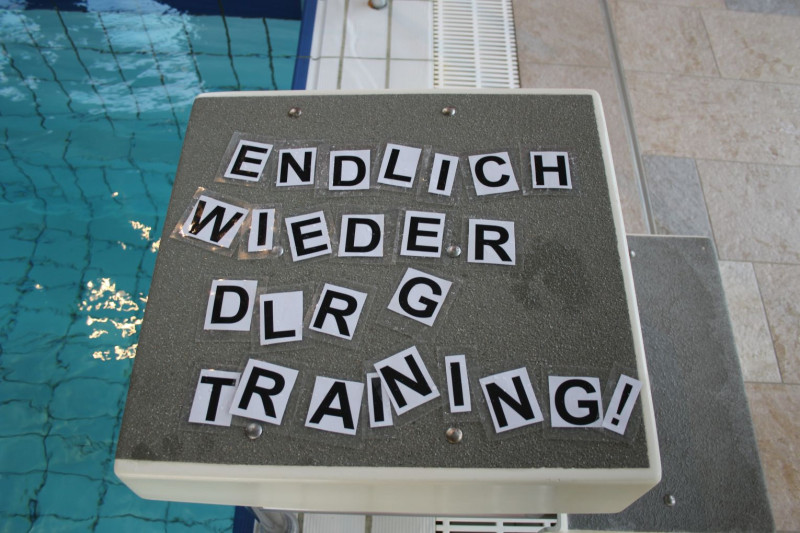 ENDLICH
WIEDER
DLRG
TRAINING!